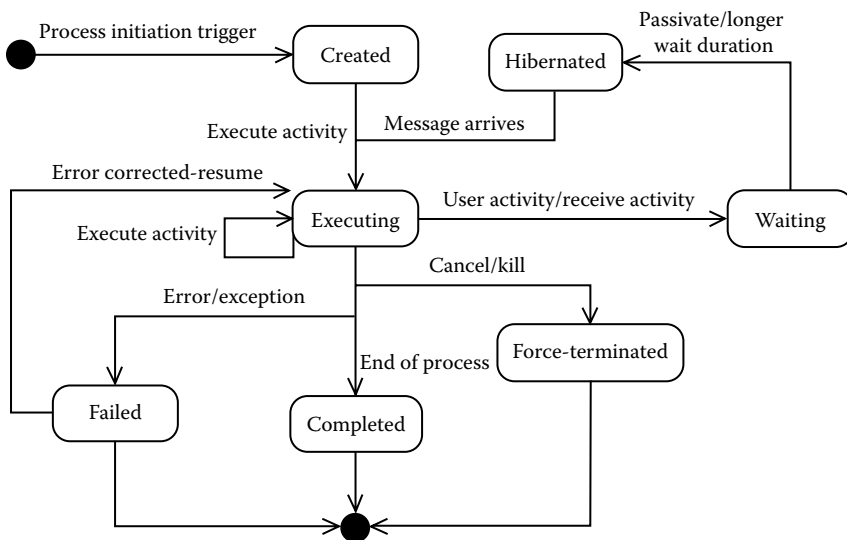 Process initiation trigger
Passivate/longer
wait duration
Created
Hibernated
Execute activity
Message arrives
Error corrected-resume
Executing
User activity/receive activity
Waiting
Execute activity
Cancel/kill
Error/exception
Force-terminated
End of process
Failed
Completed